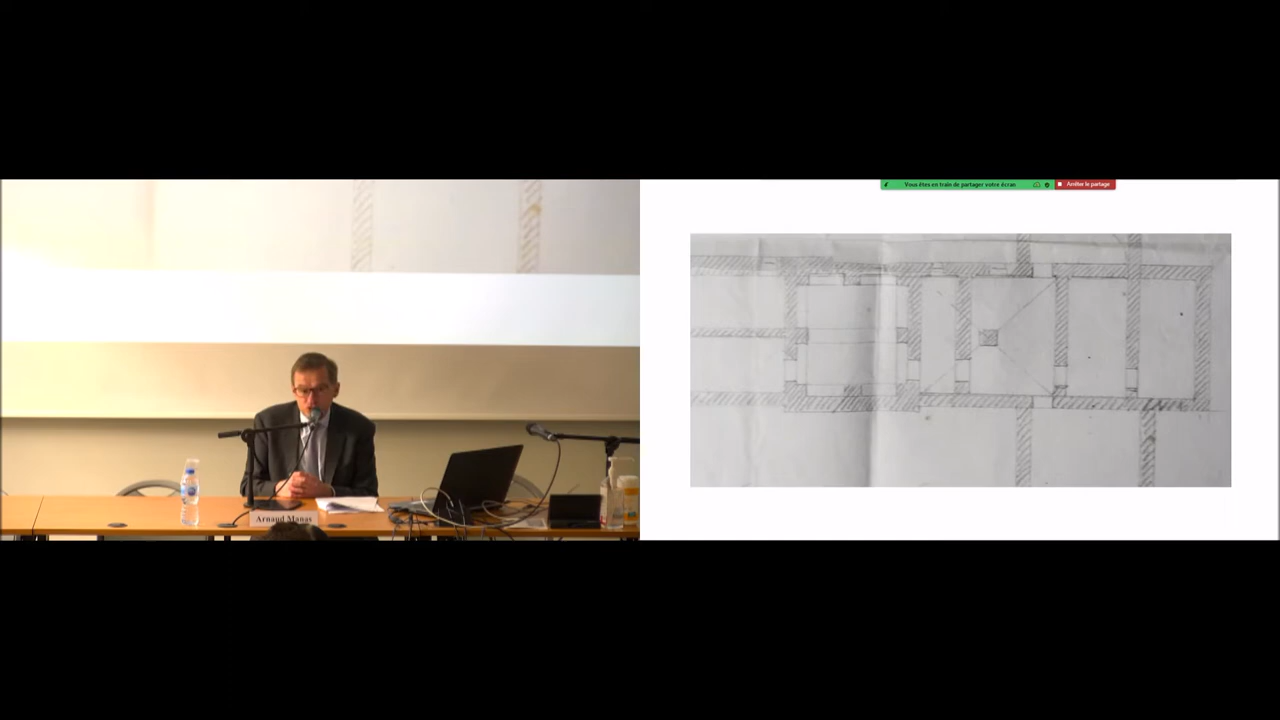 Vous êtes en train de partager votre écran
Arrêter le partage
Arnaud Manas